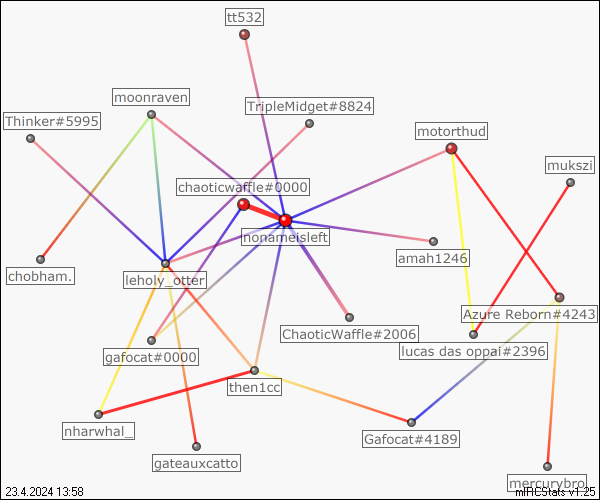 tt532
moonraven
TripleMidget#8824
Thinker#5995
motorthud
mukszi
chaoticwaffle#0000
nonameisleft
amah1246
chobham.
leholy_otter
Azure Reborn#4243
ChaoticWaffle#2006
lucas das oppai#2396
gafocat#0000
then1cc
nharwhal_
Gafocat#4189
gateauxcatto
mercurybro
23.4.2024 13:58
mIRCStats v1.25